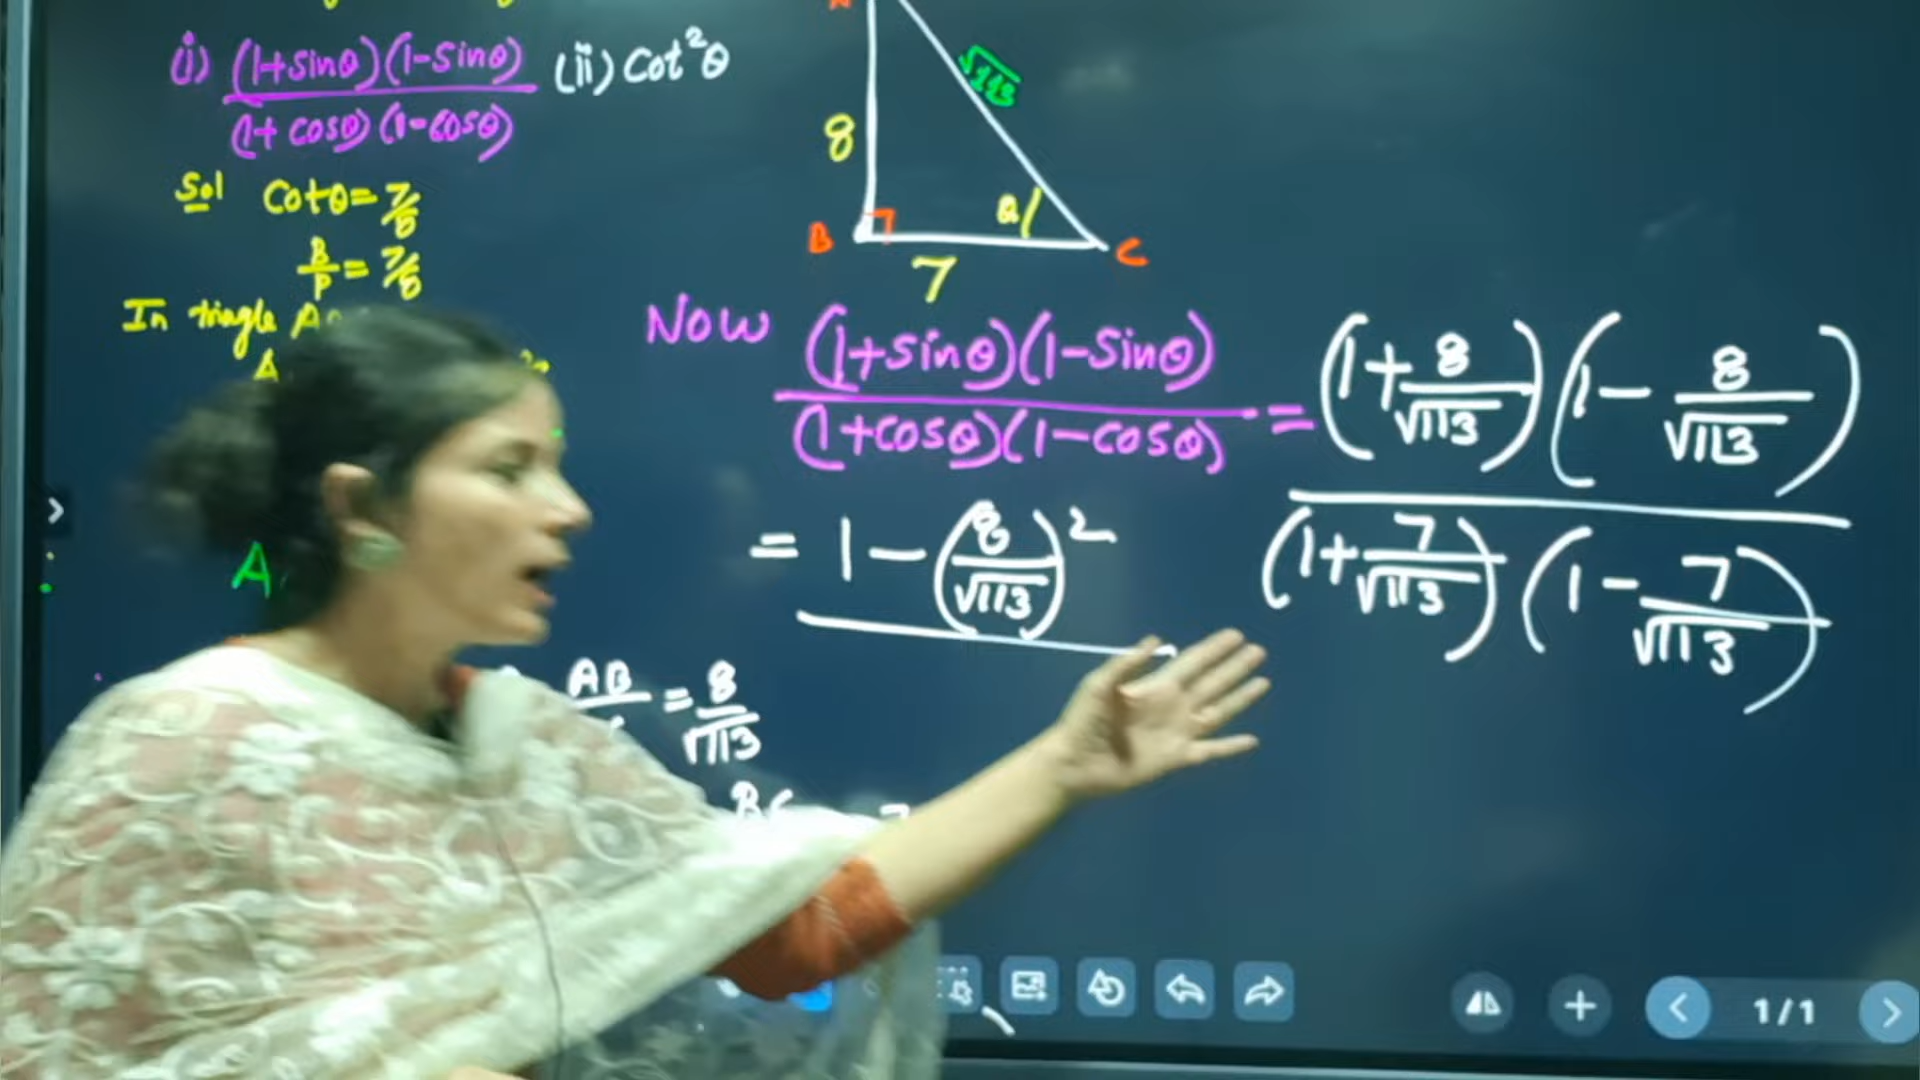 (i) (1+sinθ)(1-sinθ) (ii) Cot²θ
(1+cosθ)(1-cosθ)
Sol Cotθ = 7/8
B/P = 7/8
In triagle
A
√113
8
θ
B
C
7
Now (1+sinθ)(1-sinθ) = (1+8/√113)(1-8/√113)
(1+cosθ)(1-cosθ) (1+7/√113)(1-7/√113)
= 1-(8/√113)²
A
AB = 8/√113
1/1